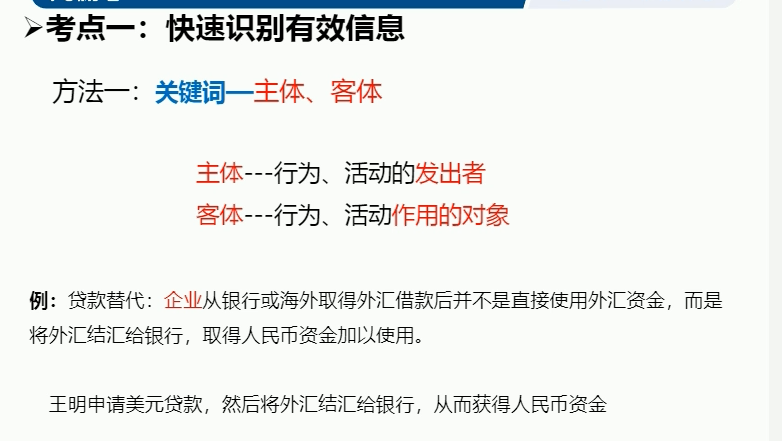 ➢考点一：快速识别有效信息
方法一：关键词—主体、客体
主体---行为、活动的发出者
客体---行为、活动作用的对象
例：贷款替代：企业从银行或海外取得外汇借款后并不是直接使用外汇资金，而是
将外汇结汇给银行，取得人民币资金加以使用。
王明申请美元贷款，然后将外汇结汇给银行，从而获得人民币资金